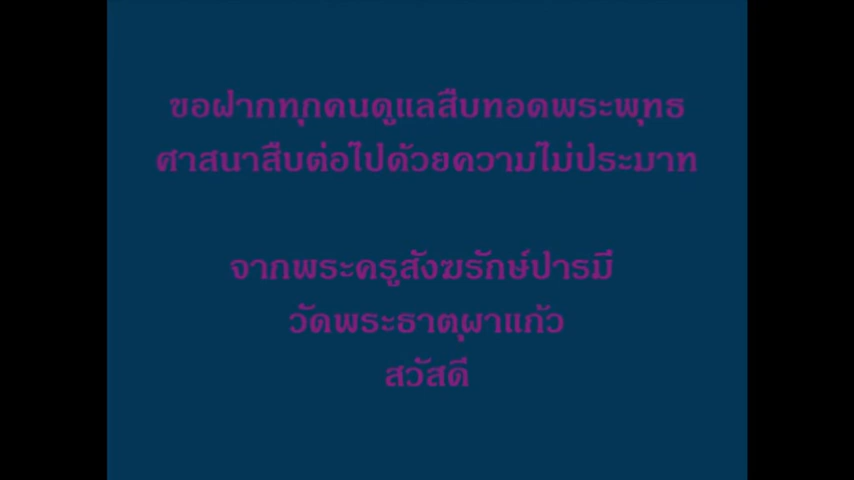 ขอฝากทุกคนดูแลสืบทอดพระพุทธ
ศาสนาสืบต่อไปด้วยความไม่ประมาท
จากพระครูสังฆรักษ์ปารมี
วัดพระธาตุผาแก้ว
สวัสดี